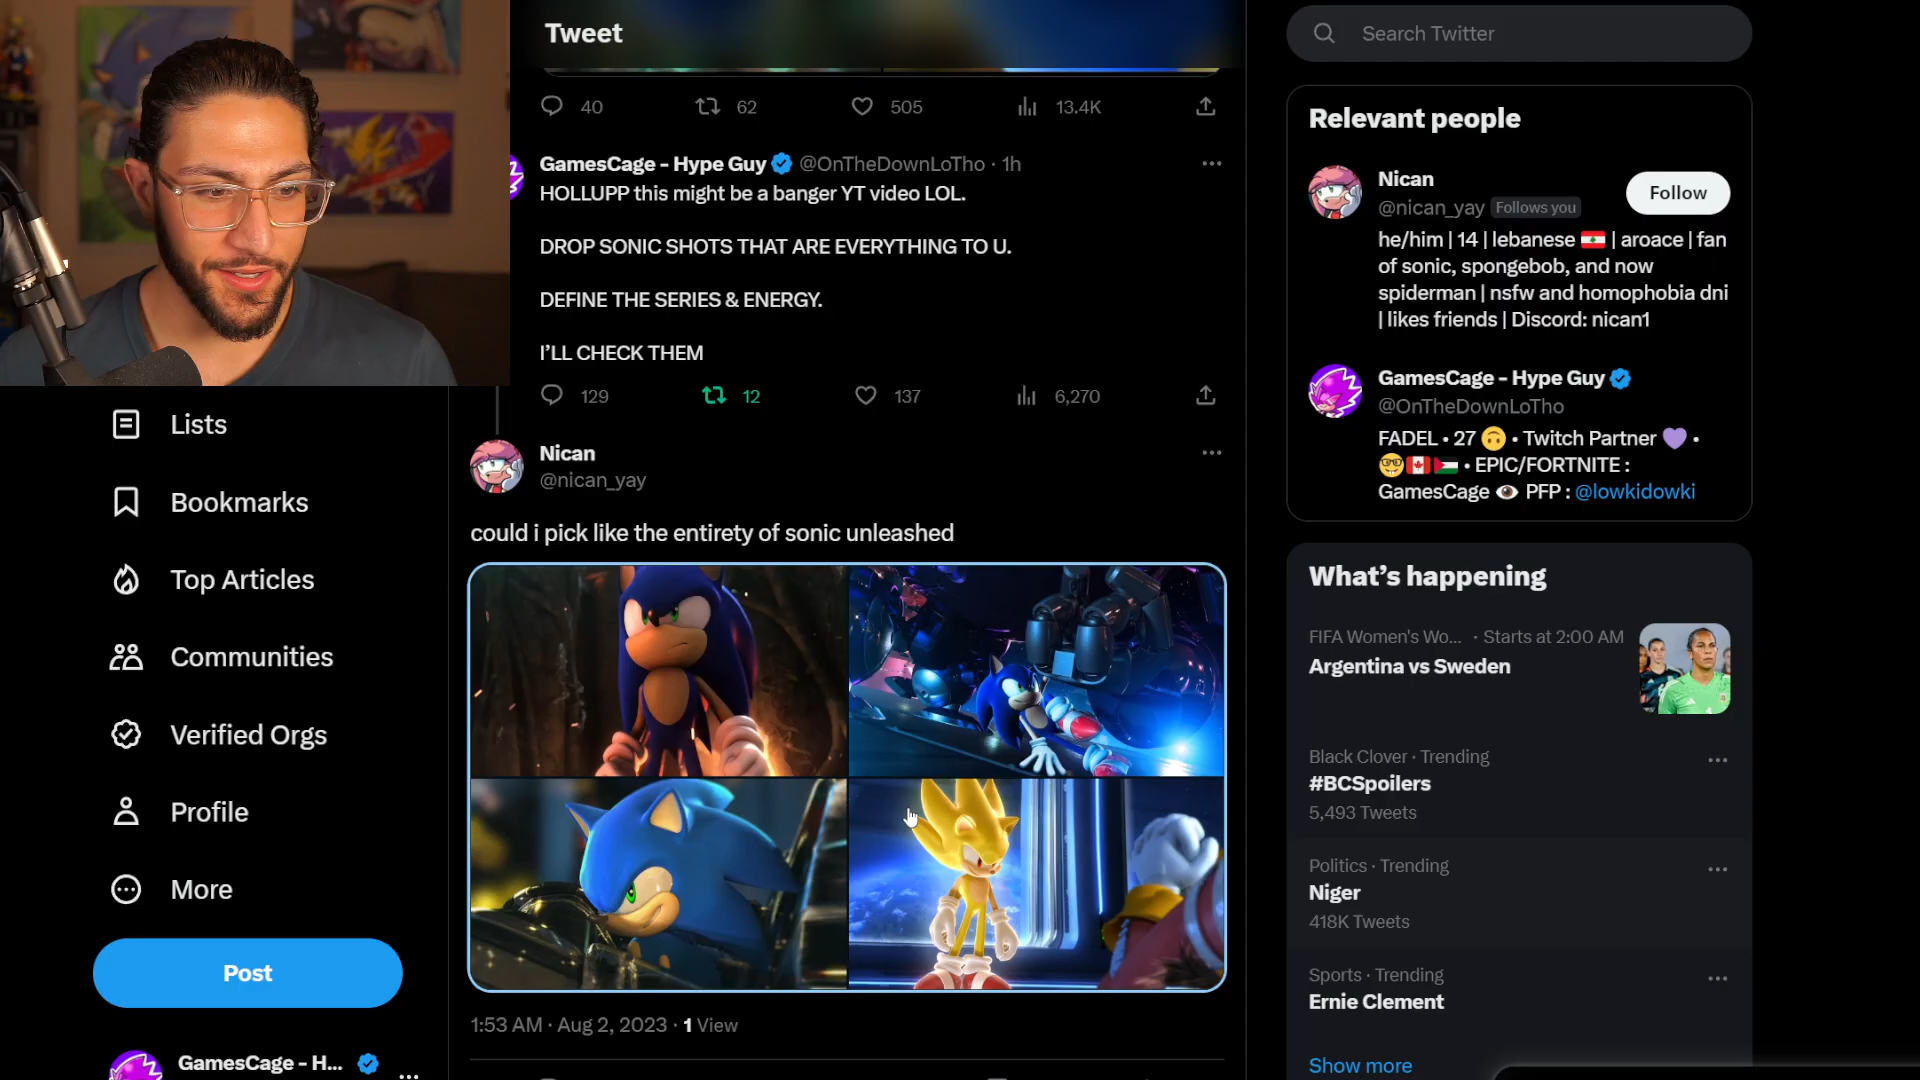 Tweet
40
62
505
13.4K
GamesCage - Hype Guy @OnTheDownLoTho · 1h
HOLLUPP this might be a banger YT video LOL.
DROP SONIC SHOTS THAT ARE EVERYTHING TO U.
DEFINE THE SERIES & ENERGY.
I'LL CHECK THEM
129
12
137
6,270
Nican
@nican_yay
could i pick like the entirety of sonic unleashed
1:53 AM · Aug 2, 2023 · 1 View
Lists
Bookmarks
Top Articles
Communities
Verified Orgs
Profile
More
Post
GamesCage - H...
Search Twitter
Relevant people
Nican
@nican_yay Follows you
Follow
he/him | 14 | lebanese 🇱🇧 | aroace | fan
of sonic, spongebob, and now
spiderman | nsfw and homophobia dni
| likes friends | Discord: nican1
GamesCage - Hype Guy
@OnTheDownLoTho
FADEL • 27 🙃 • Twitch Partner 💜 •
🤓🇨🇦🇵🇸 • EPIC/FORTNITE :
GamesCage 👁 PFP : @lowkidowki
What's happening
FIFA Women's Wo... · Starts at 2:00 AM
Argentina vs Sweden
Black Clover · Trending
#BCSpoilers
5,493 Tweets
Politics · Trending
Niger
418K Tweets
Sports · Trending
Ernie Clement
Show more